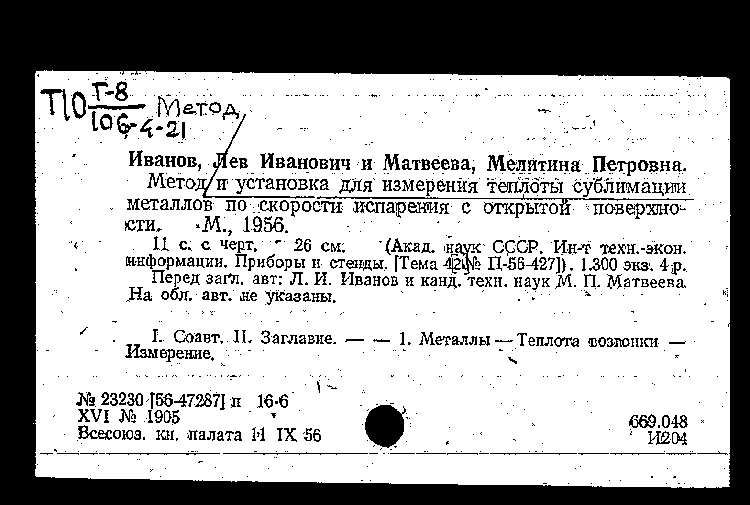 Т10 Г-8 Метод
106-4-21
Иванов, Лев Иванович и Матвеева, Мелитина Петровна.
Метод и установка для измерения теплоты сублимации
металлов по скорости испарения с открытой поверхно-
сти. М., 1956.
11 с. с черт. 26 см. (Акад. наук СССР. Ин-т техн.-экон.
информации. Приборы и стенды. [Тема 42 № П-56-427]). 1.300 экз. 4 р.
Перед загл. авт: Л. И. Иванов и канд. техн. наук М. П. Матвеева
На обл. авт. не указаны.
I. Соавт. II. Заглавие. — — 1. Металлы — Теплота возгонки —
Измерение.
№ 23230 [56-47287] п 16-6
XVI № 1905
Всесоюз. кн. палата 11 IX 56
669.048
И204